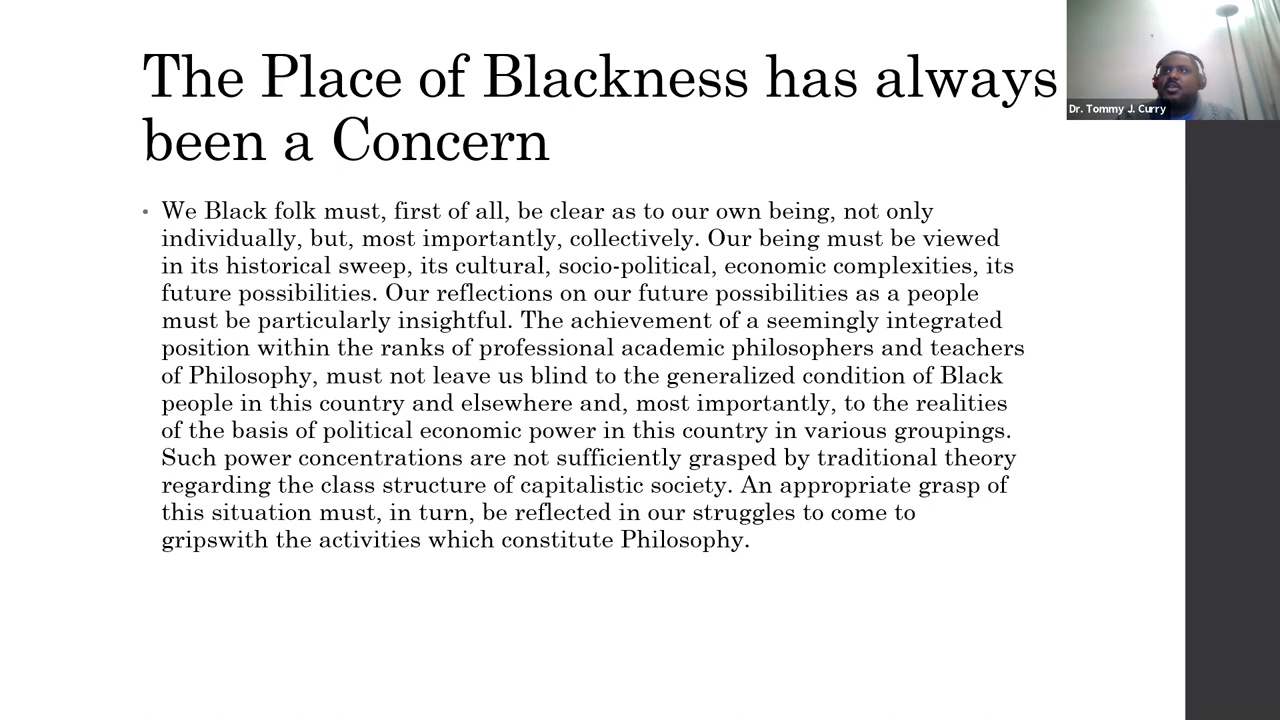 The Place of Blackness has always
been a Concern
Dr. Tommy J. Curry
• We Black folk must, first of all, be clear as to our own being, not only
individually, but, most importantly, collectively. Our being must be viewed
in its historical sweep, its cultural, socio-political, economic complexities, its
future possibilities. Our reflections on our future possibilities as a people
must be particularly insightful. The achievement of a seemingly integrated
position within the ranks of professional academic philosophers and teachers
of Philosophy, must not leave us blind to the generalized condition of Black
people in this country and elsewhere and, most importantly, to the realities
of the basis of political economic power in this country in various groupings.
Such power concentrations are not sufficiently grasped by traditional theory
regarding the class structure of capitalistic society. An appropriate grasp of
this situation must, in turn, be reflected in our struggles to come to
gripswith the activities which constitute Philosophy.